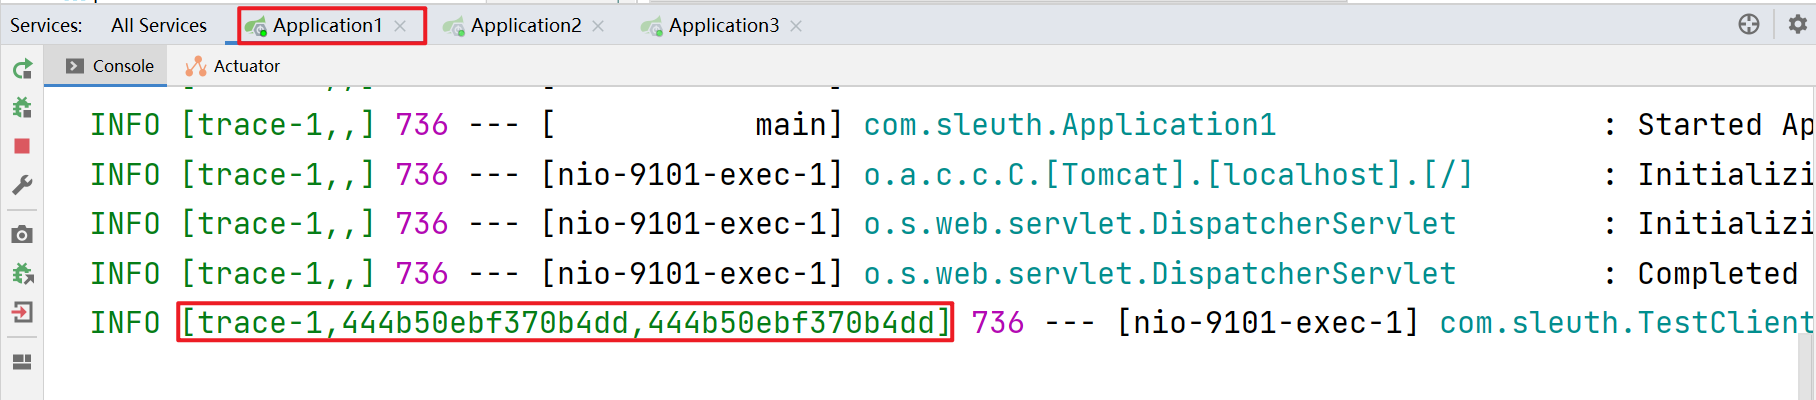 Services: All Services Application1 Application2 Application3
Console Actuator
INFO [trace-1,,] 736 --- [ main] com.sleuth.Application1 : Started Ap
INFO [trace-1,,] 736 --- [nio-9101-exec-1] o.a.c.c.C.[Tomcat].[localhost].[/] : Initializi
INFO [trace-1,,] 736 --- [nio-9101-exec-1] o.s.web.servlet.DispatcherServlet : Initializi
INFO [trace-1,,] 736 --- [nio-9101-exec-1] o.s.web.servlet.DispatcherServlet : Completed
INFO [trace-1,444b50ebf370b4dd,444b50ebf370b4dd] 736 --- [nio-9101-exec-1] com.sleuth.TestClient